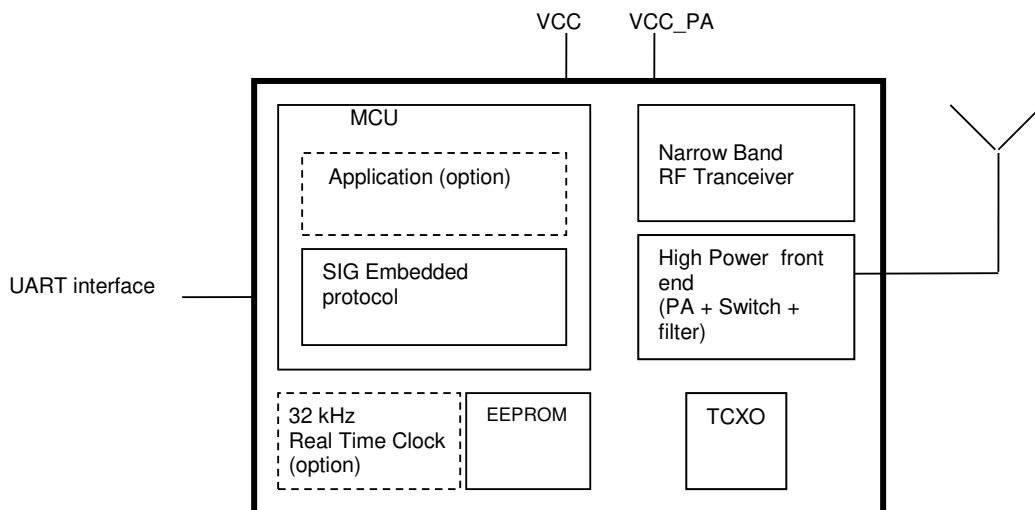 VCC
VCC_PA
MCU
Application (option)
SIG Embedded
protocol
Narrow Band
RF Tranceiver
High Power front
end
(PA + Switch +
filter)
UART interface
32 kHz
Real Time Clock
(option)
EEPROM
TCXO